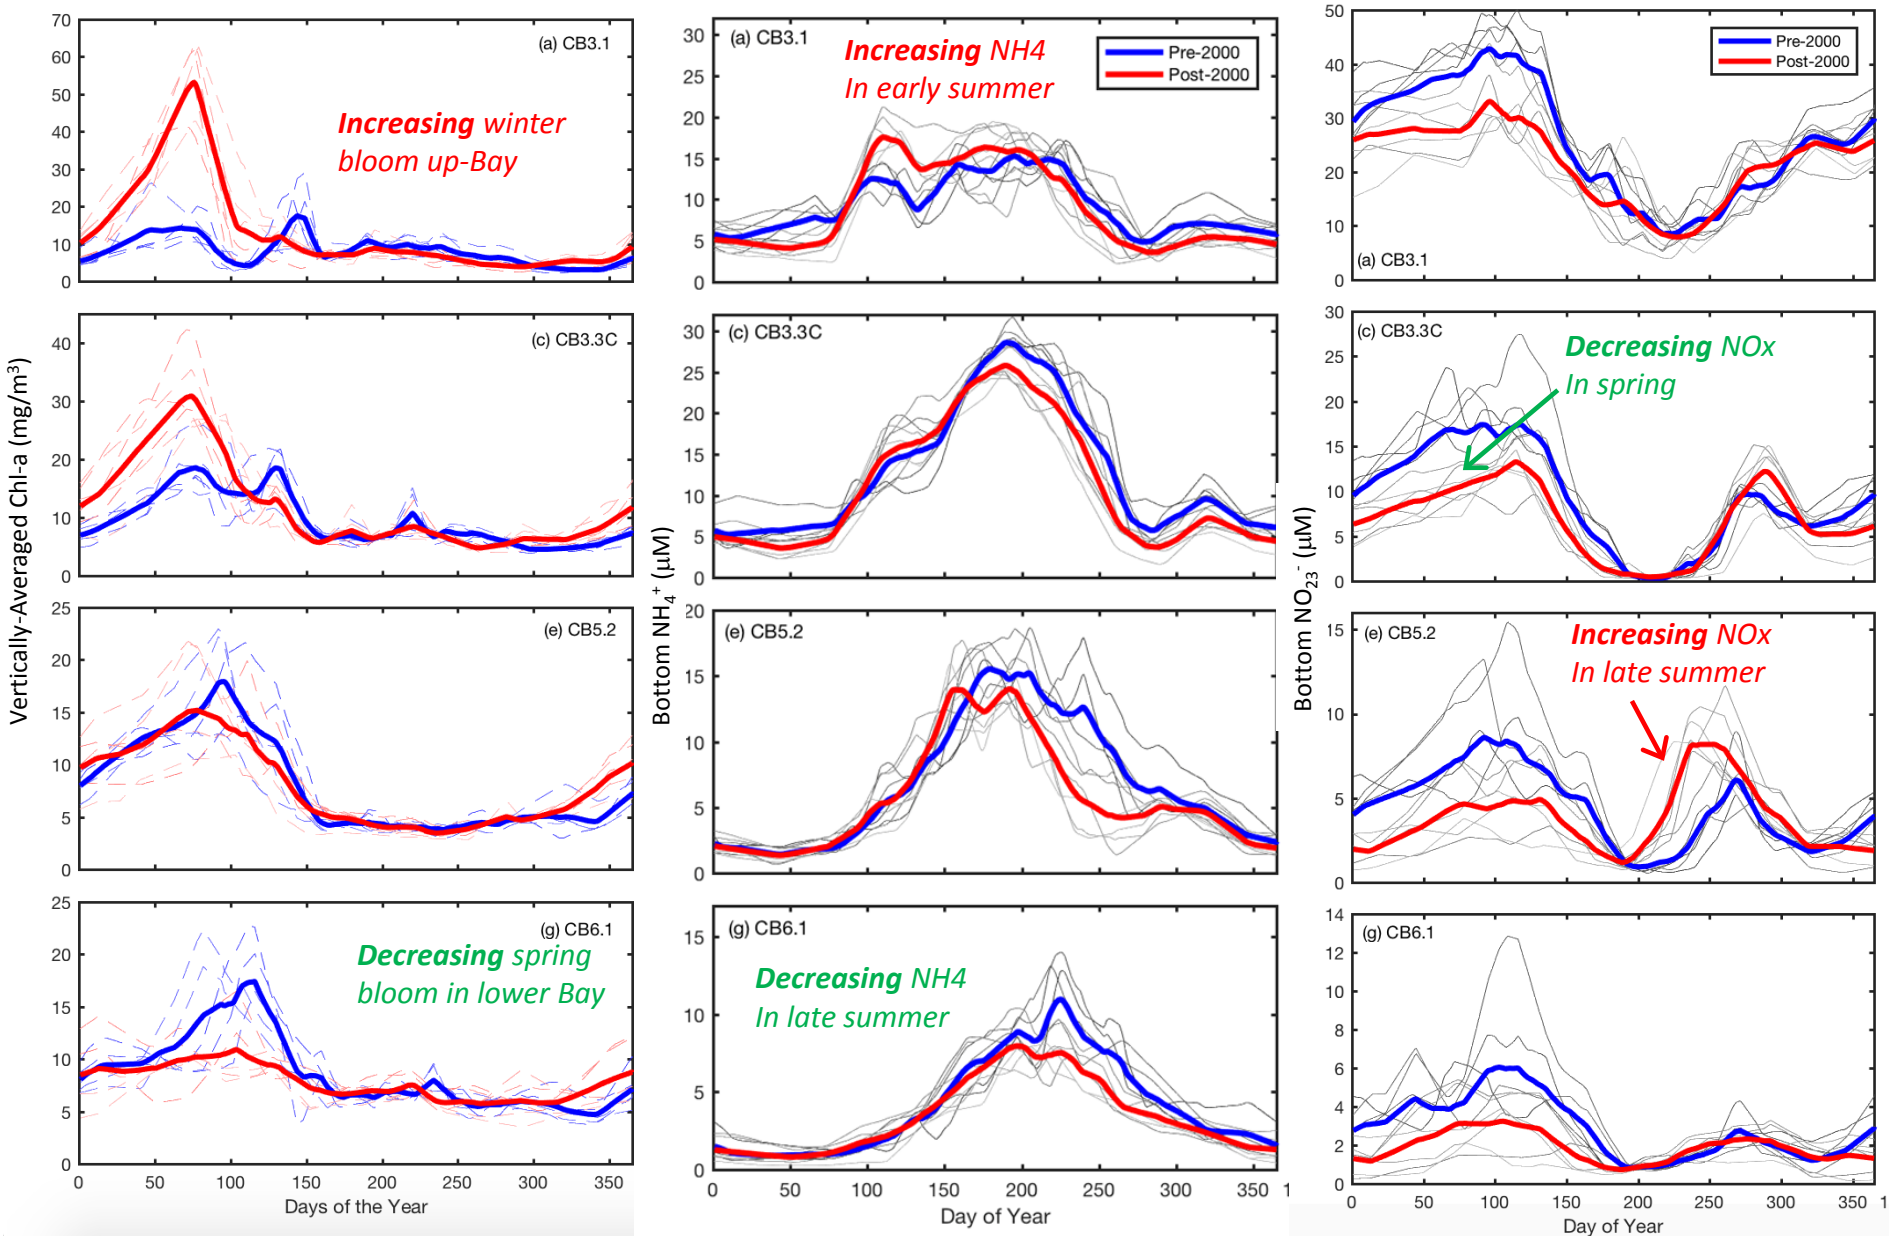 Vertically-Averaged Chl-a (mg/m³)
(a) CB3.1
70
60
50
40
30
20
10
0
Increasing winter
bloom up-Bay
(c) CB3.3C
40
30
20
10
0
(e) CB5.2
25
20
15
10
5
0
(g) CB6.1
25
20
15
10
5
0
Decreasing spring
bloom in lower Bay
0 50 100 150 200 250 300 350
Days of the Year
Bottom NH₄⁺ (μM)
(a) CB3.1
30
25
20
15
10
5
0
Increasing NH4
In early summer
Pre-2000
Post-2000
(c) CB3.3C
30
25
20
15
10
5
0
(e) CB5.2
20
15
10
5
0
(g) CB6.1
15
10
5
0
Decreasing NH4
In late summer
0 50 100 150 200 250 300 350 1
Day of Year
Bottom NO₂₃⁻ (μM)
50
40
30
20
10
0
Pre-2000
Post-2000
(a) CB3.1
(c) CB3.3C
30
25
20
15
10
5
0
Decreasing NOx
In spring
(e) CB5.2
15
10
5
0
Increasing NOx
In late summer
(g) CB6.1
14
12
10
8
6
4
2
0
0 50 100 150 200 250 300 350 1
Day of Year